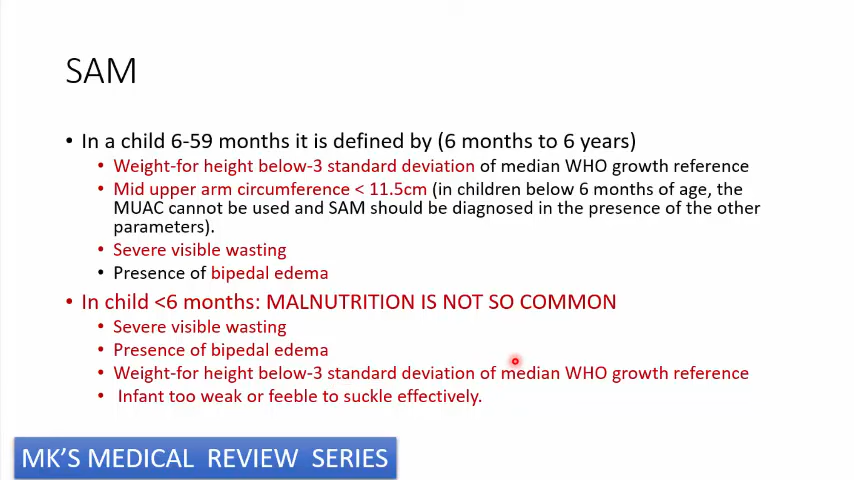 SAM
• In a child 6-59 months it is defined by (6 months to 6 years)
• Weight-for height below-3 standard deviation of median WHO growth reference
• Mid upper arm circumference < 11.5cm (in children below 6 months of age, the
MUAC cannot be used and SAM should be diagnosed in the presence of the other
parameters).
• Severe visible wasting
• Presence of bipedal edema
• In child <6 months: MALNUTRITION IS NOT SO COMMON
• Severe visible wasting
• Presence of bipedal edema
• Weight-for height below-3 standard deviation of median WHO growth reference
• Infant too weak or feeble to suckle effectively.
MK'S MEDICAL REVIEW SERIES